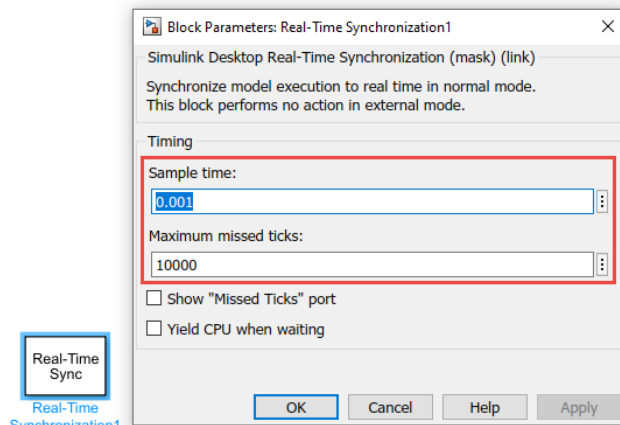 Block Parameters: Real-Time Synchronization1
Simulink Desktop Real-Time Synchronization (mask) (link)
Synchronize model execution to real time in normal mode.
This block performs no action in external mode.
Timing
Sample time:
0.001
Maximum missed ticks:
10000
Show "Missed Ticks" port
Yield CPU when waiting
OK Cancel Help Apply
Real-Time
Sync
Real-Time
Synchronization1